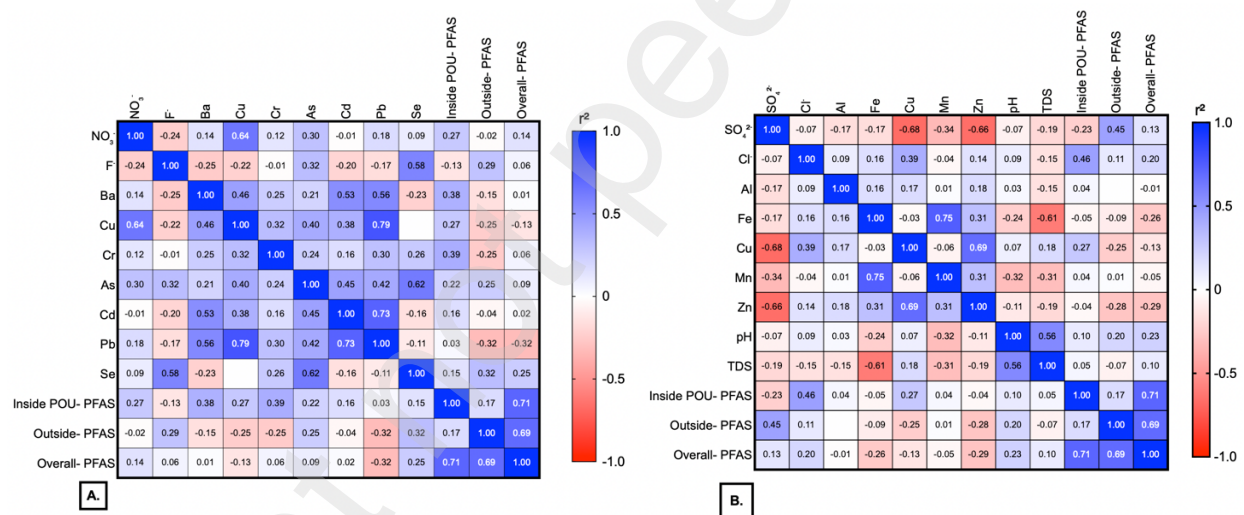 NO₃⁻ F⁻ Ba Cu Cr As Cd Pb Se Inside POU- PFAS Outside- PFAS Overall- PFAS
NO₃⁻ 1.00 -0.24 0.14 0.64 0.12 0.30 -0.01 0.18 0.09 0.27 -0.02 0.14
F⁻ -0.24 1.00 -0.25 -0.22 -0.01 0.32 -0.20 -0.17 0.58 -0.13 0.29 0.06
Ba 0.14 -0.25 1.00 0.46 0.25 0.21 0.53 0.56 -0.23 0.38 -0.15 0.01
Cu 0.64 -0.22 0.46 1.00 0.32 0.40 0.38 0.79 0.27 -0.25 -0.13
Cr 0.12 -0.01 0.25 0.32 1.00 0.24 0.16 0.30 0.26 0.39 -0.25 0.06
As 0.30 0.32 0.21 0.40 0.24 1.00 0.45 0.42 0.62 0.22 0.25 0.09
Cd -0.01 -0.20 0.53 0.38 0.16 0.45 1.00 0.73 -0.16 0.16 -0.04 0.02
Pb 0.18 -0.17 0.56 0.79 0.30 0.42 0.73 1.00 -0.11 0.03 -0.32 -0.32
Se 0.09 0.58 -0.23 0.26 0.62 -0.16 -0.11 1.00 0.15 0.32 0.25
Inside POU- PFAS 0.27 -0.13 0.38 0.27 0.39 0.22 0.16 0.03 0.15 1.00 0.17 0.71
Outside- PFAS -0.02 0.29 -0.15 -0.25 -0.25 0.25 -0.04 -0.32 0.32 0.17 1.00 0.69
Overall- PFAS 0.14 0.06 0.01 -0.13 0.06 0.09 0.02 -0.32 0.25 0.71 0.69 1.00
r²
1.0
0.5
0
-0.5
-1.0
A.
SO₄²⁻ Cl⁻ Al Fe Cu Mn Zn pH TDS Inside POU- PFAS Outside- PFAS Overall- PFAS
SO₄²⁻ 1.00 -0.07 -0.17 -0.17 -0.68 -0.34 -0.66 -0.07 -0.19 -0.23 0.45 0.13
Cl⁻ -0.07 1.00 0.09 0.16 0.39 -0.04 0.14 0.09 -0.15 0.46 0.11 0.20
Al -0.17 0.09 1.00 0.16 0.17 0.01 0.18 0.03 -0.15 0.04 -0.01
Fe -0.17 0.16 0.16 1.00 -0.03 0.75 0.31 -0.24 -0.61 -0.05 -0.09 -0.26
Cu -0.68 0.39 0.17 -0.03 1.00 -0.06 0.69 0.07 0.18 0.27 -0.25 -0.13
Mn -0.34 -0.04 0.01 0.75 -0.06 1.00 0.31 -0.32 -0.31 0.04 0.01 -0.05
Zn -0.66 0.14 0.18 0.31 0.69 0.31 1.00 -0.11 -0.19 -0.04 -0.28 -0.29
pH -0.07 0.09 0.03 -0.24 0.07 -0.32 -0.11 1.00 0.56 0.10 0.20 0.23
TDS -0.19 -0.15 -0.15 -0.61 0.18 -0.31 -0.19 0.56 1.00 0.05 -0.07 0.10
Inside POU- PFAS -0.23 0.46 0.04 -0.05 0.27 0.04 -0.04 0.10 0.05 1.00 0.17 0.71
Outside- PFAS 0.45 0.11 -0.09 -0.25 0.01 -0.28 0.20 -0.07 0.17 1.00 0.69
Overall- PFAS 0.13 0.20 -0.01 -0.26 -0.13 -0.05 -0.29 0.23 0.10 0.71 0.69 1.00
r²
1.0
0.5
0
-0.5
-1.0
B.